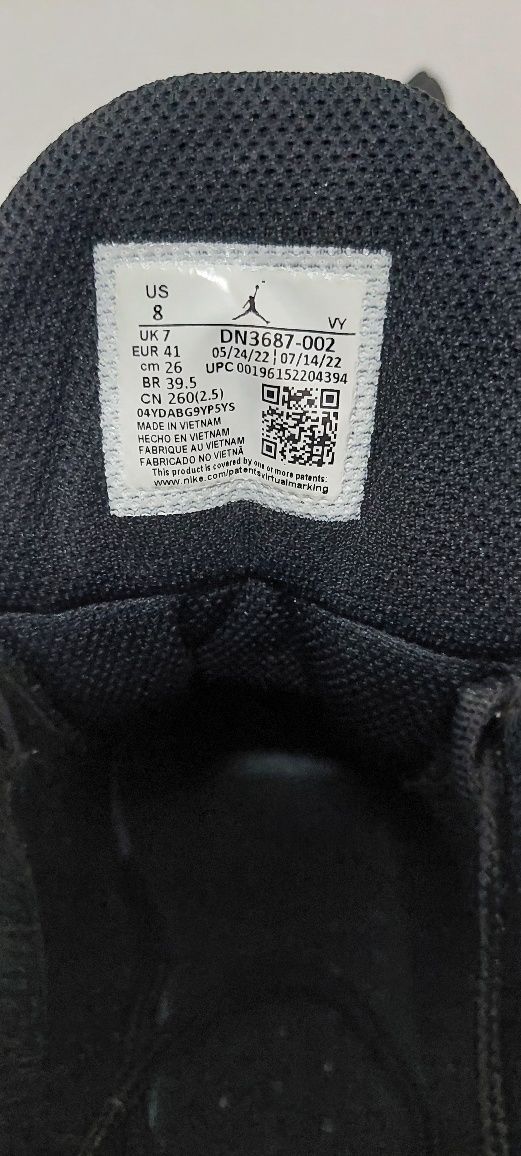 US
8
VY
UK 7
DN3687-002
EUR 41
05/24/22 | 07/14/22
cm 26
UPC 00196152204394
BR 39.5
CN 260(2.5)
04YDABG9YP5YS
MADE IN VIETNAM
HECHO EN VIETNAM
FABRIQUE AU VIETNAM
FABRICADO NO VIETNÃ
This product is covered by one or more patents:
www.nike.com/patentsvirtualmarking